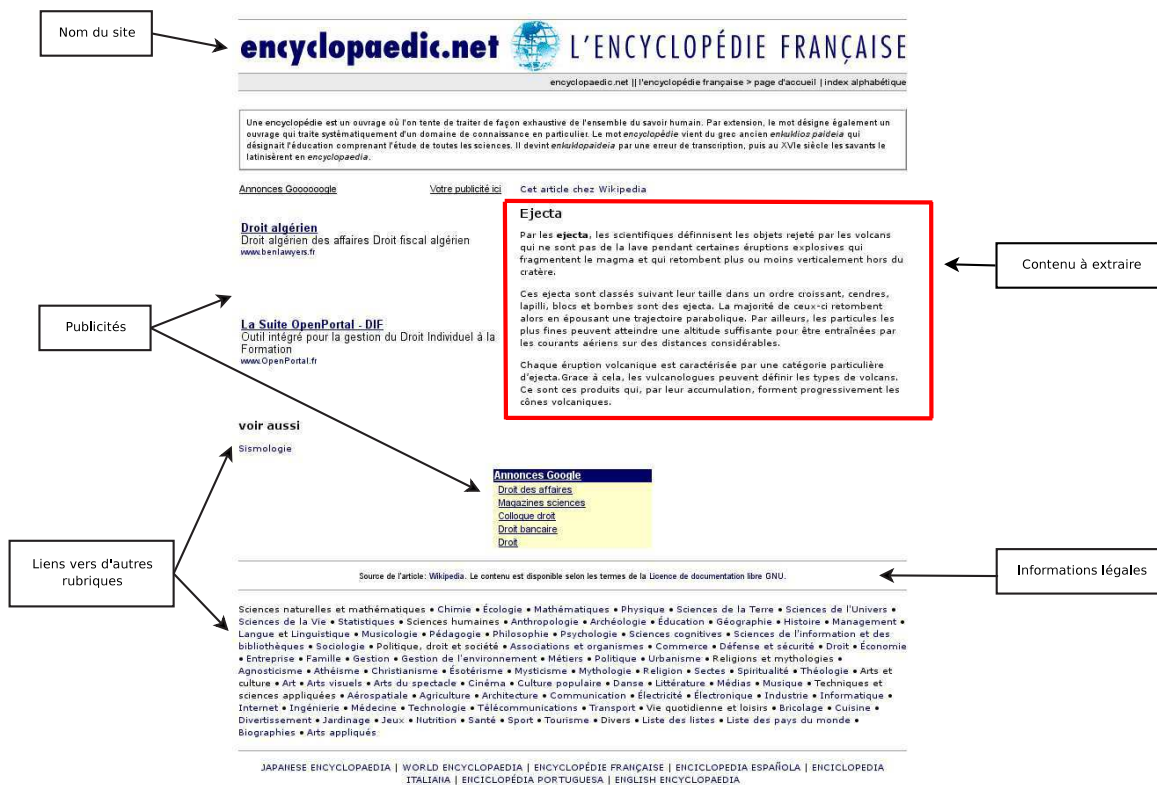 Nom du site
encyclopaedic.net L'ENCYCLOPÉDIE FRANÇAISE
encyclopaedic.net || l'encyclopédie française > page d'accueil | index alphabétique
Une encyclopédie est un ouvrage où l'on tente de traiter de façon exhaustive de l'ensemble du savoir humain. Par extension, le mot désigne également un
ouvrage qui traite systématiquement d'un domaine de connaissance en particulier. Le mot encyclopédie vient du grec ancien enkuklios paideia qui
désignait l'éducation comprenant l'étude de toutes les sciences. Il devint enkuklopaideia par une erreur de transcription, puis au XVIe siècle les savants le
latinisèrent en encyclopaedia.
Annonces Goooooogle
Votre publicité ici
Droit algérien
Droit algérien des affaires Droit fiscal algérien
www.benlawyers.fr
Publicités
La Suite OpenPortal - DIF
Outil intégré pour la gestion du Droit Individuel à la
Formation
www.OpenPortal.fr
Cet article chez Wikipedia
Ejecta
Par les ejecta, les scientifiques définnisent les objets rejeté par les volcans
qui ne sont pas de la lave pendant certaines éruptions explosives qui
fragmentent le magma et qui retombent plus ou moins verticalement hors du
cratère.
Ces ejecta sont classés suivant leur taille dans un ordre croissant, cendres,
lapilli, blocs et bombes sont des ejecta. La majorité de ceux-ci retombent
alors en épousant une trajectoire parabolique. Par ailleurs, les particules les
plus fines peuvent atteindre une altitude suffisante pour être entraînées par
les courants aériens sur des distances considérables.
Chaque éruption volcanique est caractérisée par une catégorie particulière
d'ejecta.Grace à cela, les vulcanologues peuvent définir les types de volcans.
Ce sont ces produits qui, par leur accumulation, forment progressivement les
cônes volcaniques.
Contenu à extraire
voir aussi
Sismologie
Annonces Google
Droit des affaires
Magazines sciences
Colloque droit
Droit bancaire
Droit
Liens vers d'autres
rubriques
Source de l'article: Wikipedia. Le contenu est disponible selon les termes de la Licence de documentation libre GNU.
Informations légales
Sciences naturelles et mathématiques • Chimie • Écologie • Mathématiques • Physique • Sciences de la Terre • Sciences de l'Univers •
Sciences de la Vie • Statistiques • Sciences humaines • Anthropologie • Archéologie • Éducation • Géographie • Histoire • Management •
Langue et Linguistique • Musicologie • Pédagogie • Philosophie • Psychologie • Sciences cognitives • Sciences de l'information et des
bibliothèques • Sociologie • Politique, droit et société • Associations et organismes • Commerce • Défense et sécurité • Droit • Économie
• Entreprise • Famille • Gestion • Gestion de l'environnement • Métiers • Politique • Urbanisme • Religions et mythologies •
Agnosticisme • Athéisme • Christianisme • Ésotérisme • Mysticisme • Mythologie • Religion • Sectes • Spiritualité • Théologie • Arts et
culture • Art • Arts visuels • Arts du spectacle • Cinéma • Culture populaire • Danse • Littérature • Médias • Musique • Techniques et
sciences appliquées • Aérospatiale • Agriculture • Architecture • Communication • Électricité • Électronique • Industrie • Informatique •
Internet • Ingénierie • Médecine • Technologie • Télécommunications • Transport • Vie quotidienne et loisirs • Bricolage • Cuisine •
Divertissement • Jardinage • Jeux • Nutrition • Santé • Sport • Tourisme • Divers • Liste des listes • Liste des pays du monde •
Biographies • Arts appliqués
JAPANESE ENCYCLOPAEDIA | WORLD ENCYCLOPAEDIA | ENCYCLOPÉDIE FRANÇAISE | ENCICLOPEDIA ESPAÑOLA | ENCICLOPEDIA
ITALIANA | ENCICLOPÉDIA PORTUGUESA | ENGLISH ENCYCLOPAEDIA